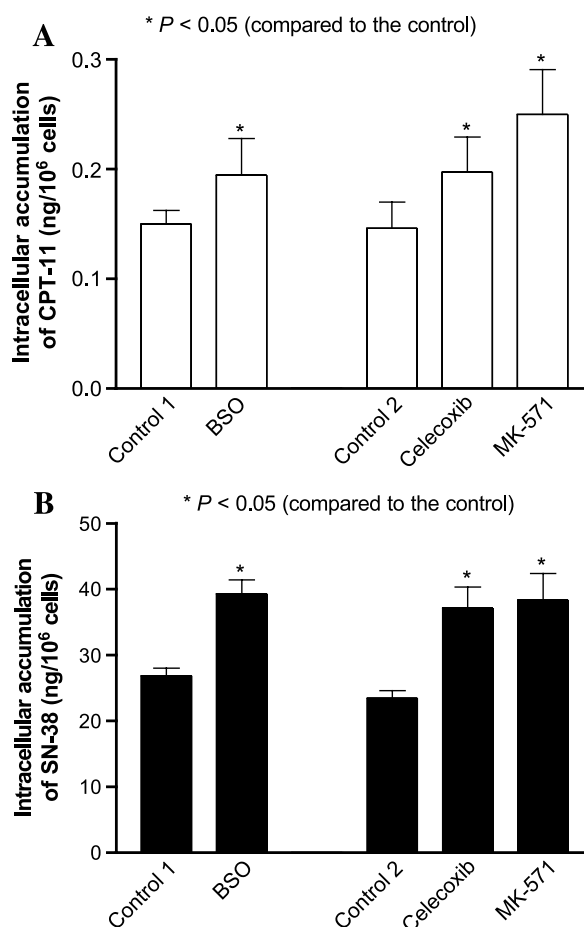 A
* P < 0.05 (compared to the control)
Intracellular accumulation
of CPT-11 (ng/10⁶ cells)
0.3
0.2
0.1
0.0
* * *
Control 1 BSO Control 2 Celecoxib MK-571
B
* P < 0.05 (compared to the control)
Intracellular accumulation
of SN-38 (ng/10⁶ cells)
50
40
30
20
10
0
* * *
Control 1 BSO Control 2 Celecoxib MK-571